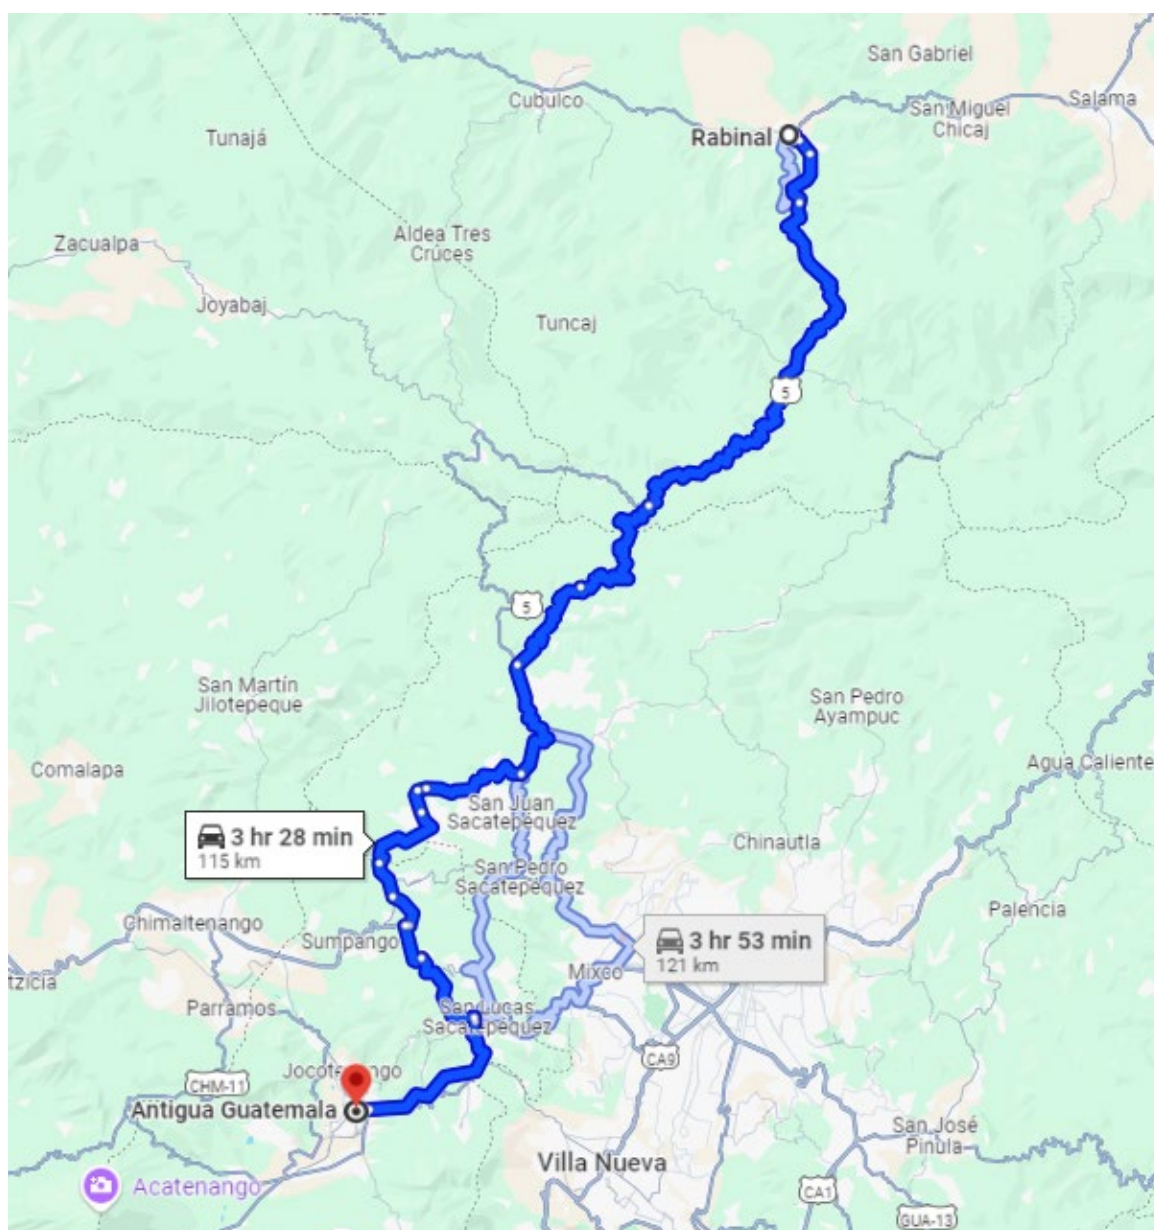 San Gabriel
Cubulco
Salama
San Miguel
Chicaj
Rabinal
Tunajá
Aldea Tres
Cruces
Zacualpa
Joyabaj
Tuncaj
5
5
San Martín
Jilotepeque
San Pedro
Ayampuc
Comalapa
Agua Caliente
San Juan
Sacatepéquez
3 hr 28 min
115 km
Chinautla
San Pedro
Sacatepéquez
Chimaltenango
Sumpango
Palencia
3 hr 53 min
121 km
Mixco
tzicia
Parramos
San Lucas
Sacatepéquez
CA9
Jocotenango
CHM-11
Antigua Guatemala
San José
Pinula
Villa Nueva
Acatenango
CA1
GUA-13